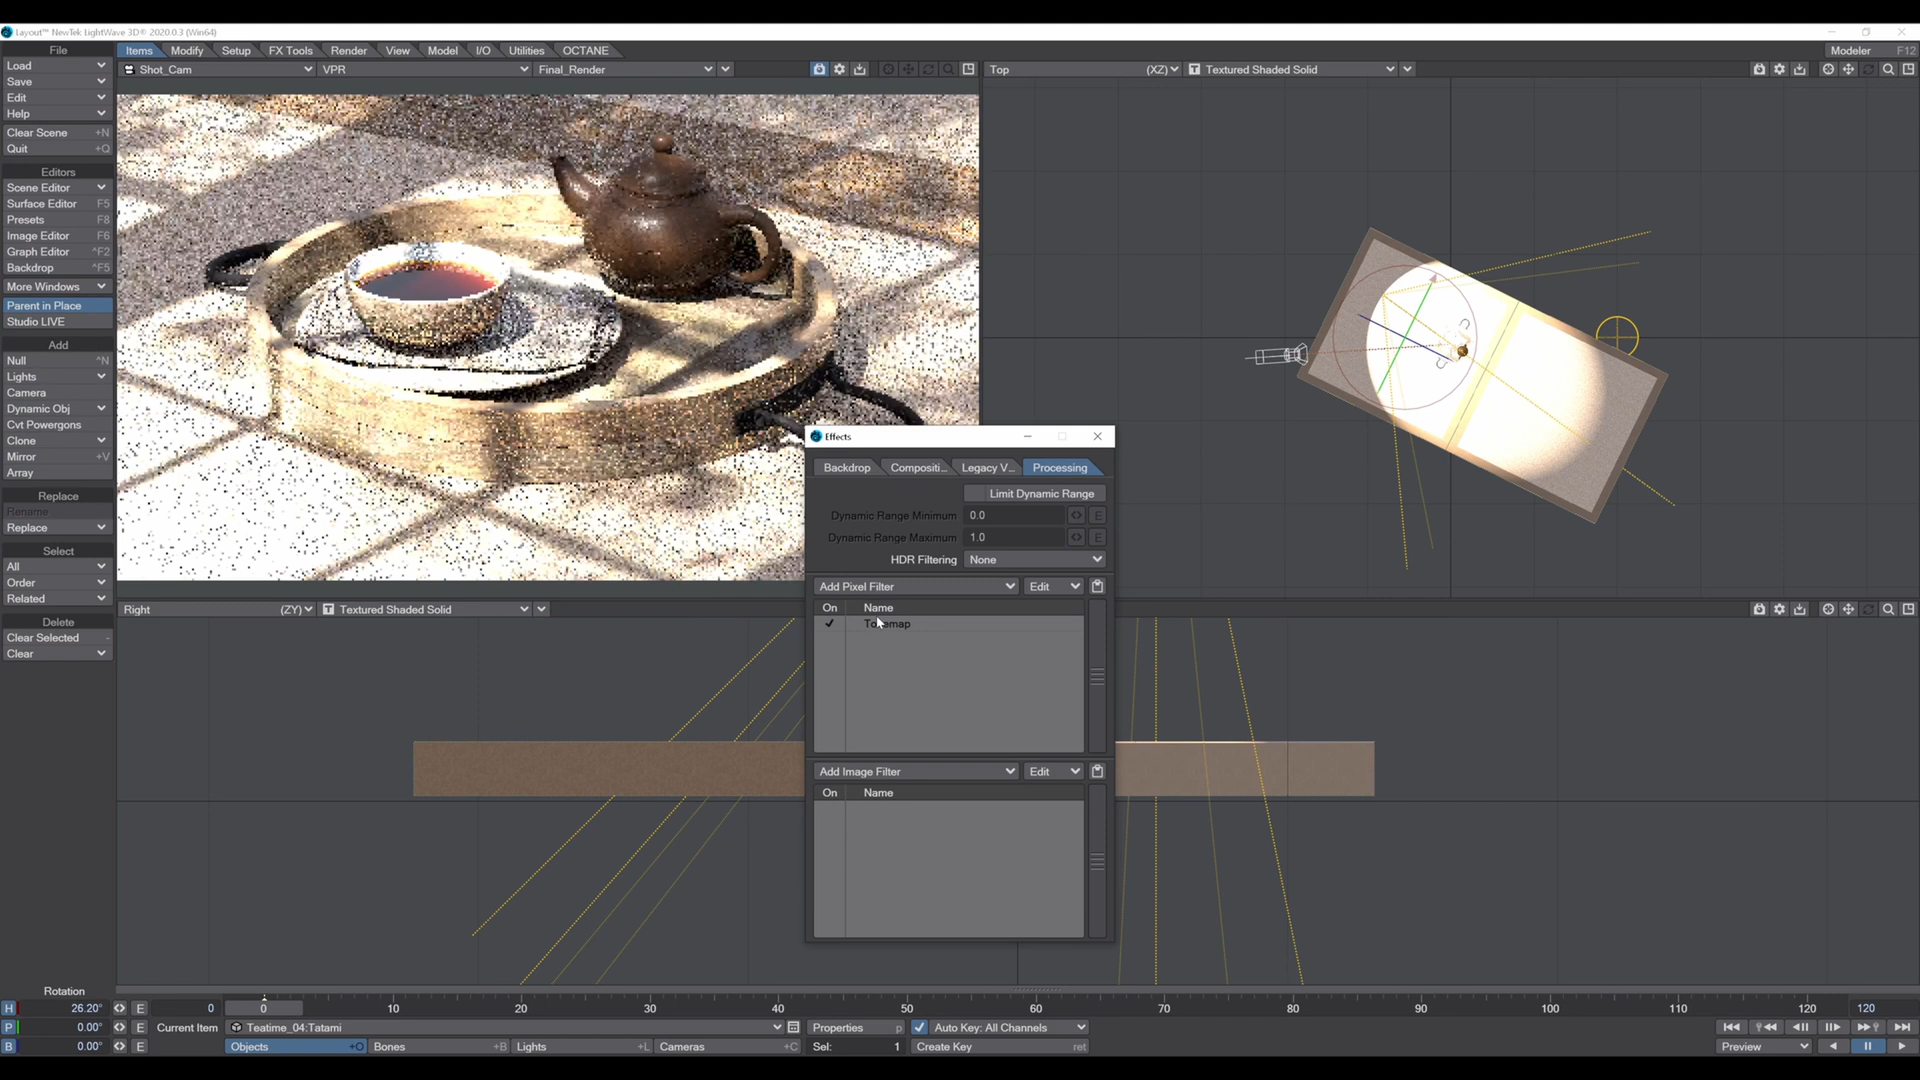 Layout™ NewTek LightWave 3D® 2020.0.3 (Win64)
File Items Modify Setup FX Tools Render View Model I/O Utilities OCTANE Modeler F12
Load
Save
Edit
Help
Clear Scene +N
Quit +Q
Editors
Scene Editor
Surface Editor F5
Presets F8
Image Editor F6
Graph Editor ^F2
Backdrop ^F5
More Windows
Parent in Place
Studio LIVE
Add
Null ^N
Lights
Camera
Dynamic Obj
Cvt Powergons
Clone
Mirror +V
Array
Replace
Rename
Replace
Select
All
Order
Related
Delete
Clear Selected -
Clear
Shot_Cam VPR Final_Render
Top (XZ) T Textured Shaded Solid
Right (ZY) T Textured Shaded Solid
Effects
Backdrop Compositi... Legacy V... Processing
Limit Dynamic Range
Dynamic Range Minimum 0.0 E
Dynamic Range Maximum 1.0 E
HDR Filtering None
Add Pixel Filter Edit
On Name
Add Image Filter Edit
On Name
Rotation
H 26.20° E 0 0 10 20 30 40 50 60 70 80 90 100 110 120 120
P 0.00° E Current Item Teatime_04:Tatami Properties p Auto Key: All Channels
B 0.00° E Objects +O Bones +B Lights +L Cameras +C Sel: 1 Create Key ret Preview